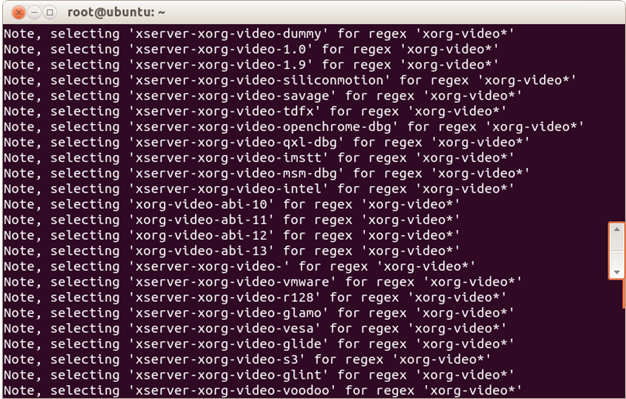 root@ubuntu: ~
Note, selecting 'xserver-xorg-video-dummy' for regex 'xorg-video*'
Note, selecting 'xserver-xorg-video-1.0' for regex 'xorg-video*'
Note, selecting 'xserver-xorg-video-1.9' for regex 'xorg-video*'
Note, selecting 'xserver-xorg-video-siliconmotion' for regex 'xorg-video*'
Note, selecting 'xserver-xorg-video-savage' for regex 'xorg-video*'
Note, selecting 'xserver-xorg-video-tdfx' for regex 'xorg-video*'
Note, selecting 'xserver-xorg-video-openchrome-dbg' for regex 'xorg-video*'
Note, selecting 'xserver-xorg-video-qxl-dbg' for regex 'xorg-video*'
Note, selecting 'xserver-xorg-video-imstt' for regex 'xorg-video*'
Note, selecting 'xserver-xorg-video-msm-dbg' for regex 'xorg-video*'
Note, selecting 'xserver-xorg-video-intel' for regex 'xorg-video*'
Note, selecting 'xorg-video-abi-10' for regex 'xorg-video*'
Note, selecting 'xorg-video-abi-11' for regex 'xorg-video*'
Note, selecting 'xorg-video-abi-12' for regex 'xorg-video*'
Note, selecting 'xorg-video-abi-13' for regex 'xorg-video*'
Note, selecting 'xserver-xorg-video-' for regex 'xorg-video*'
Note, selecting 'xserver-xorg-video-vmware' for regex 'xorg-video*'
Note, selecting 'xserver-xorg-video-r128' for regex 'xorg-video*'
Note, selecting 'xserver-xorg-video-glamo' for regex 'xorg-video*'
Note, selecting 'xserver-xorg-video-vesa' for regex 'xorg-video*'
Note, selecting 'xserver-xorg-video-glide' for regex 'xorg-video*'
Note, selecting 'xserver-xorg-video-s3' for regex 'xorg-video*'
Note, selecting 'xserver-xorg-video-glint' for regex 'xorg-video*'
Note, selecting 'xserver-xorg-video-voodoo' for regex 'xorg-video*'